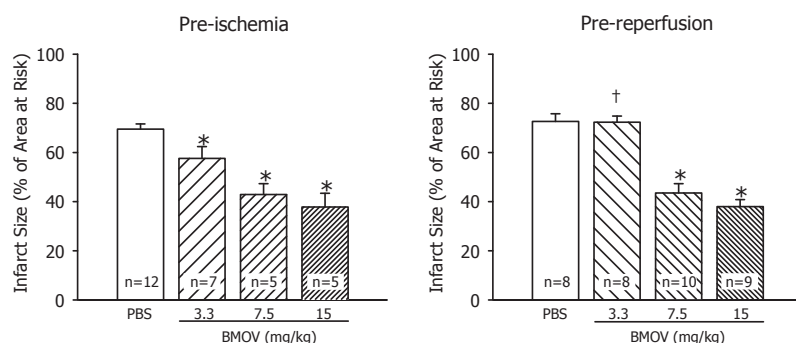 Pre-ischemia
Infarct Size (% of Area at Risk)
100
80
60
40
20
0
*
*
*
n=12
n=7
n=5
n=5
PBS
3.3
7.5
15
BMOV (mg/kg)
Pre-reperfusion
Infarct Size (% of Area at Risk)
100
80
60
40
20
0
†
*
*
n=8
n=8
n=10
n=9
PBS
3.3
7.5
15
BMOV (mg/kg)